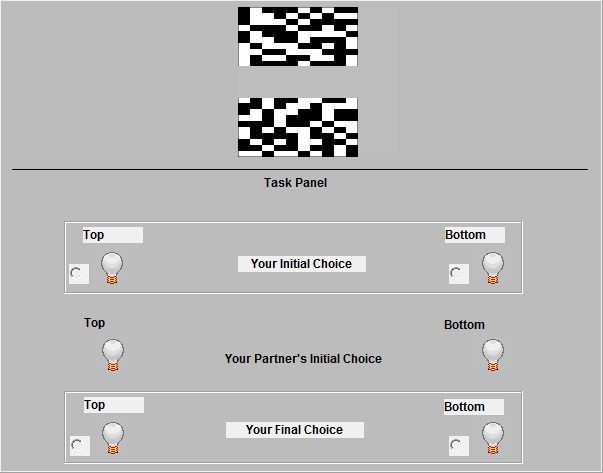 Task Panel
Top
Bottom
Your Initial Choice
Top
Bottom
Your Partner's Initial Choice
Top
Bottom
Your Final Choice